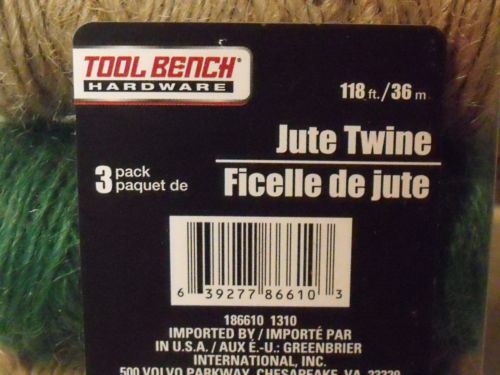 TOOL BENCH®
HARDWARE
118 ft./36 m
Jute Twine
3 pack
paquet de
Ficelle de jute
6 39277 86610 3
186610 1310
IMPORTED BY / IMPORTÉ PAR
IN U.S.A. / AUX É.-U.: GREENBRIER
INTERNATIONAL, INC.
500 VOLVO PARKWAY, CHESAPEAKE, VA 23320